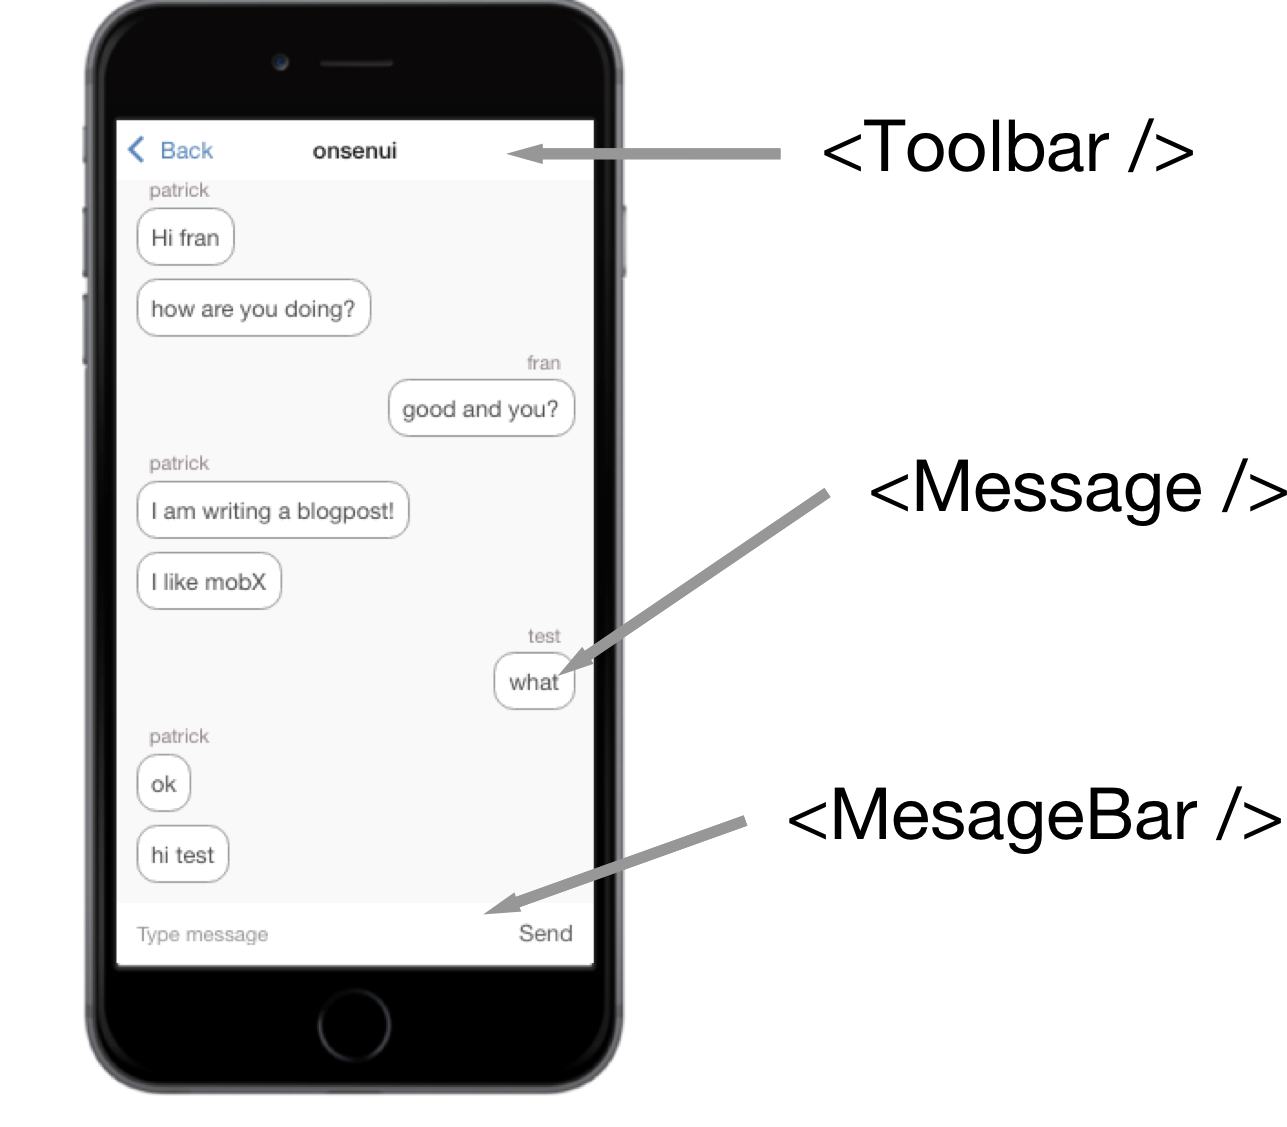 Back
onsenui
<Toolbar />
patrick
Hi fran
how are you doing?
fran
good and you?
patrick
<Message />
I am writing a blogpost!
I like mobX
test
what
patrick
ok
<MesageBar />
hi test
Type message
Send